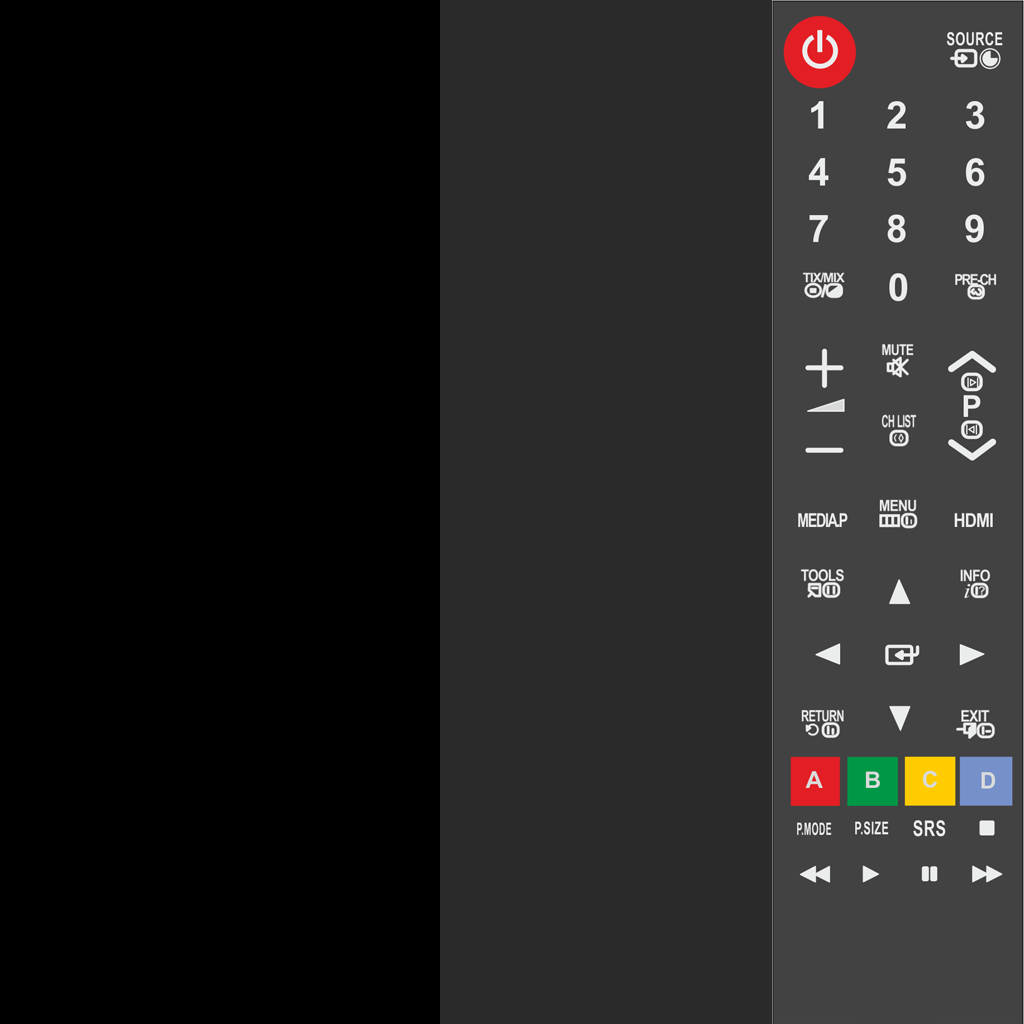 SOURCE
1 2 3
4 5 6
7 8 9
TIX/MIX 0 PRE-CH
MUTE
P
CH LIST
MEDIA.P MENU HDMI
TOOLS INFO
RETURN EXIT
A B C D
P.MODE P.SIZE SRS